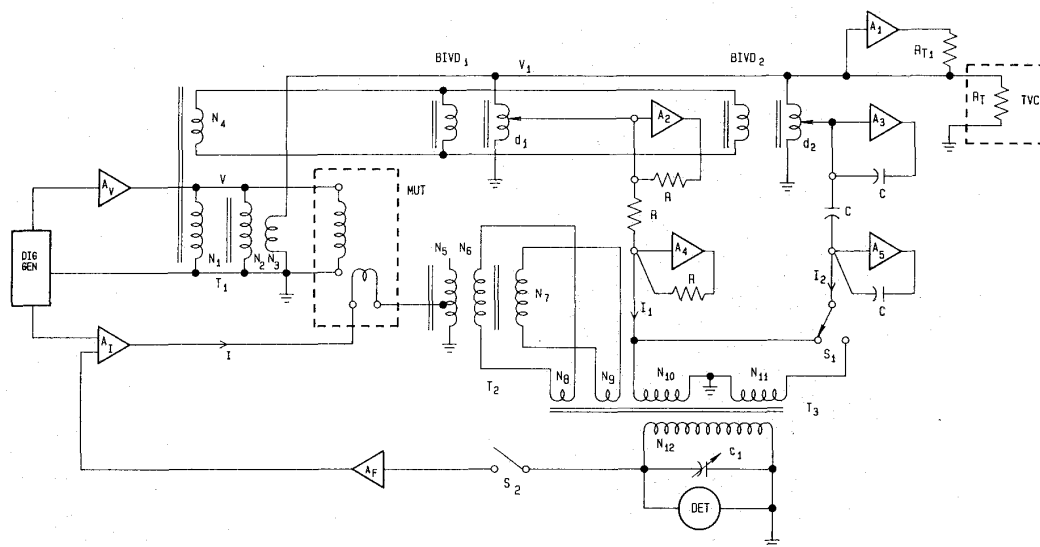 BIVD1
V1
BIVD2
A1
RT1
RT
TVC
N4
d1
A2
R
R
d2
A3
C
C
AV
V
MUT
DIG
GEN
N1
N2
N3
T1
N5
N6
N7
A4
R
I1
A5
C
I2
S1
AI
I
T2
N8
N9
N10
N11
T3
N12
C1
AF
S2
DET